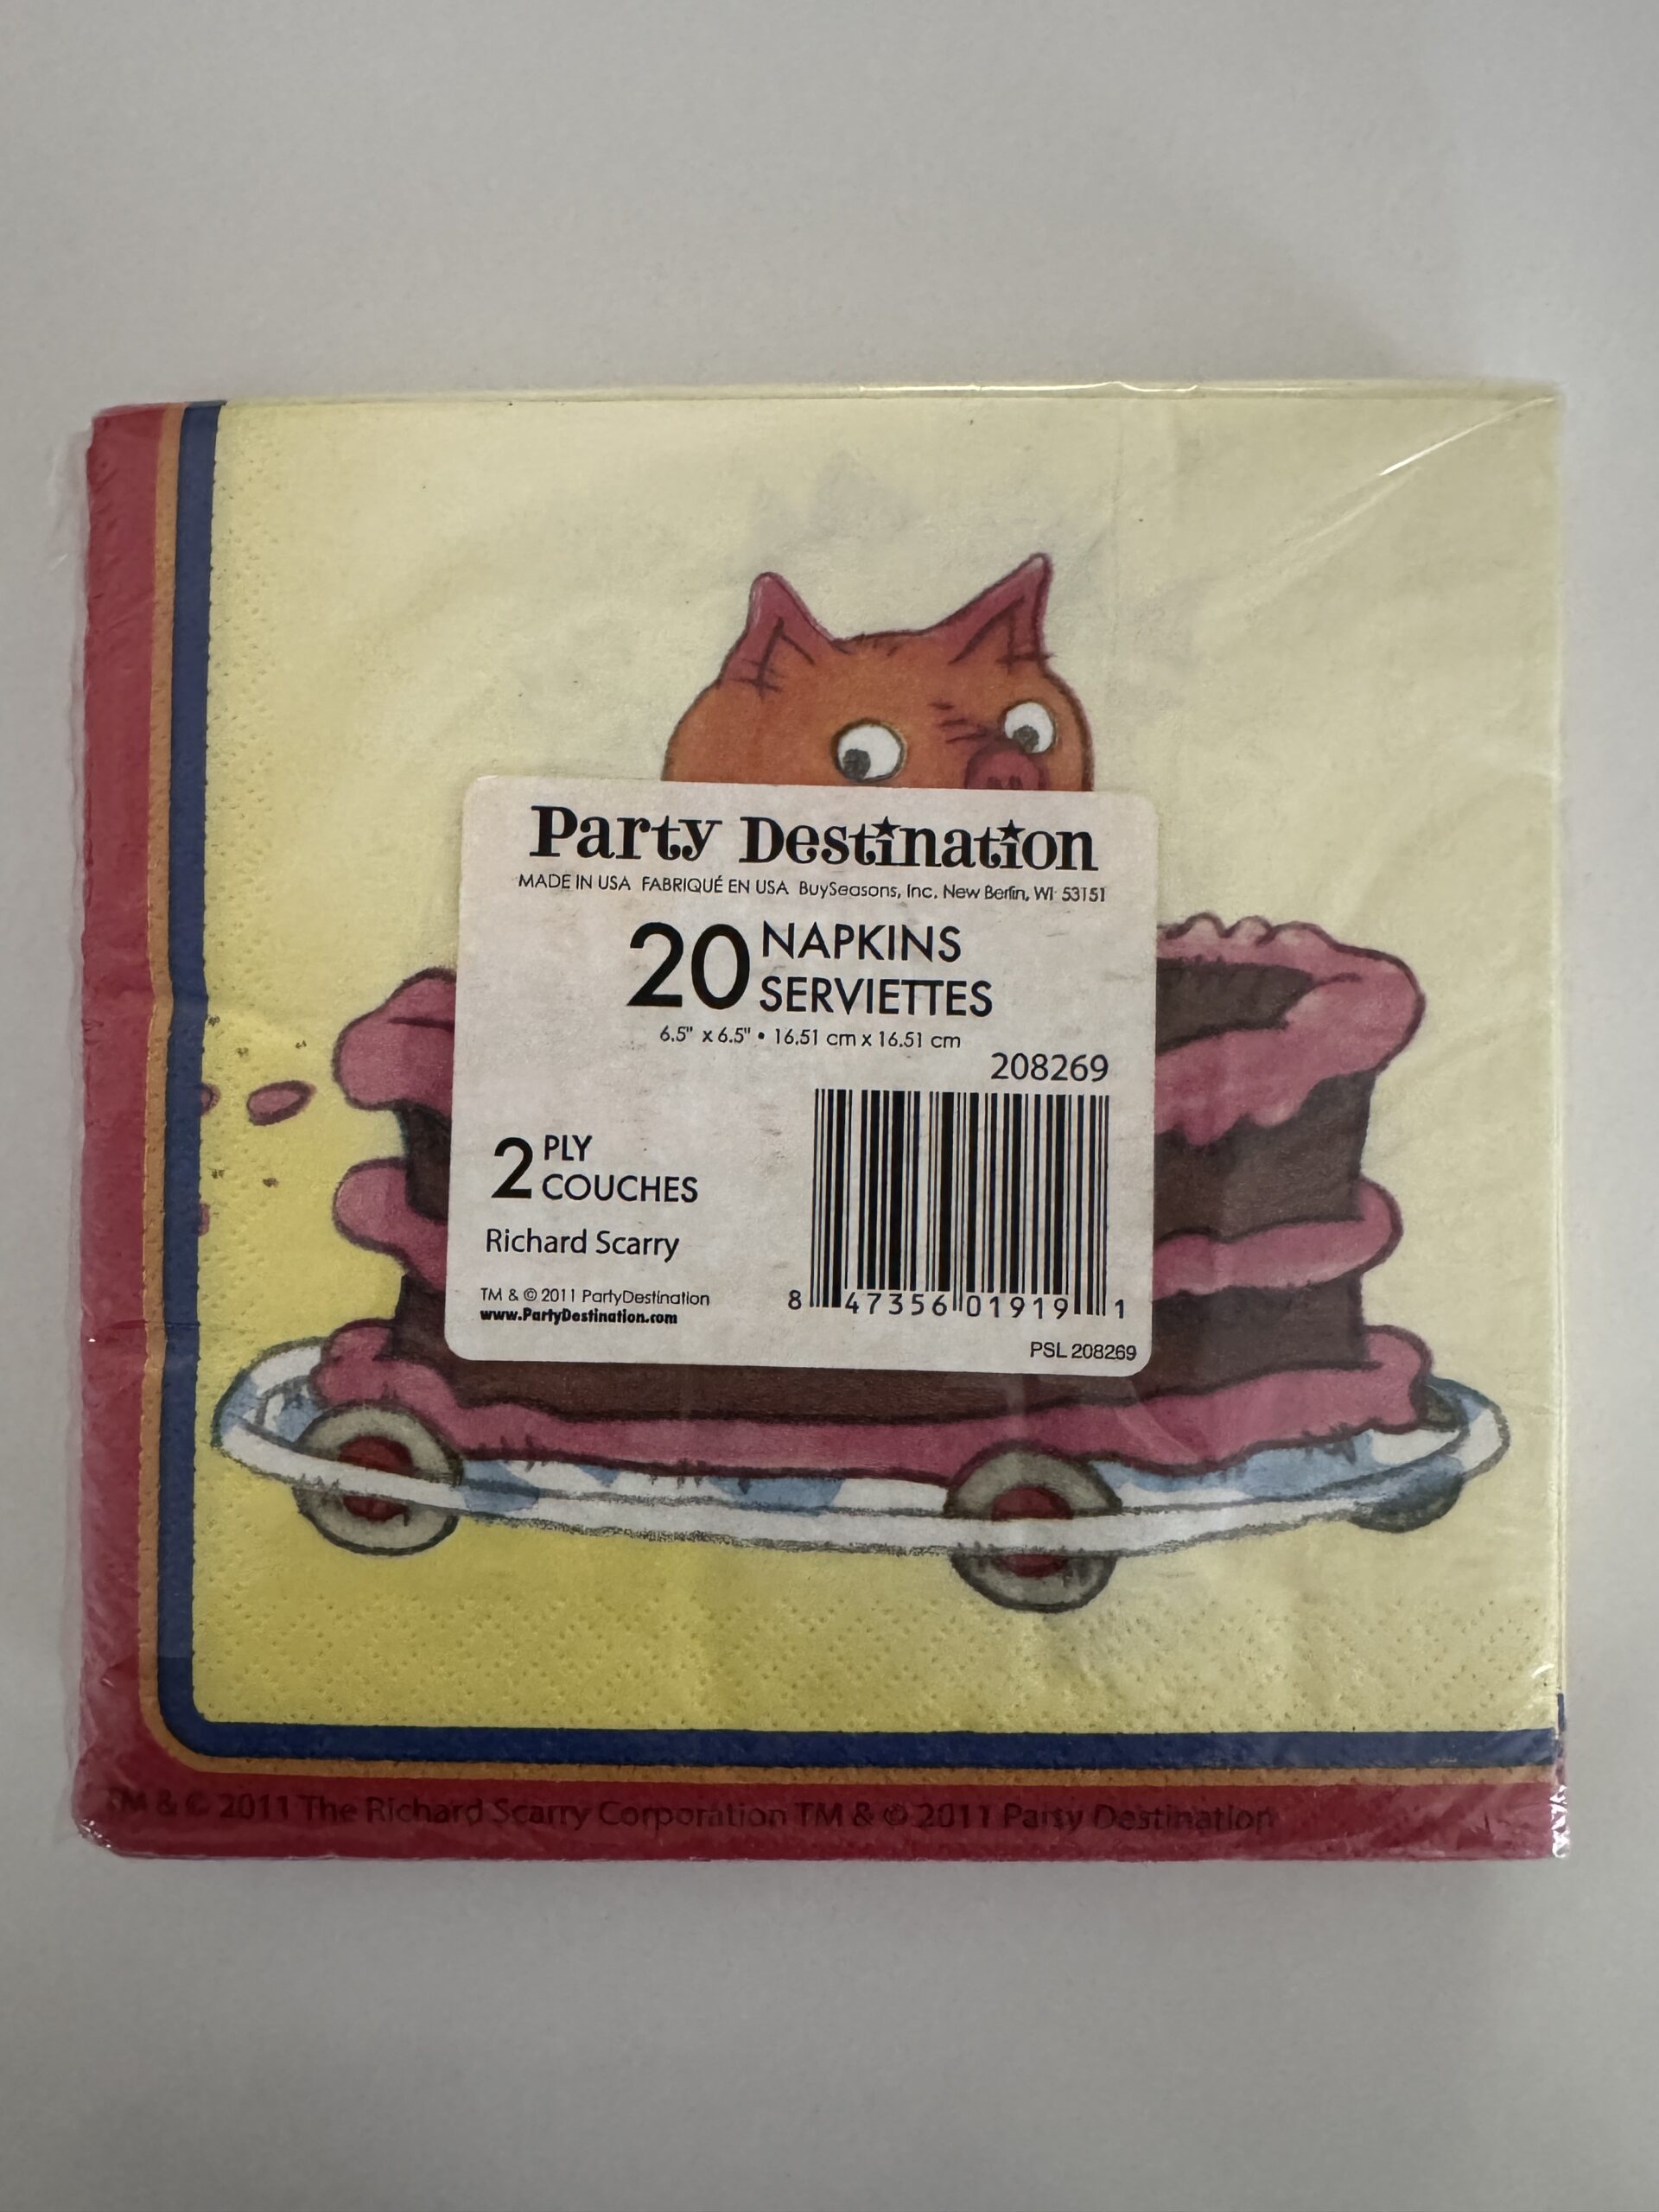 Party Destination
MADE IN USA FABRIQUÉ EN USA BuySeasons, Inc. New Berlin, WI 53151
20 NAPKINS
SERVIETTES
6.5" x 6.5" • 16.51 cm x 16.51 cm
208269
2 PLY
COUCHES
Richard Scarry
TM & © 2011 PartyDestination
www.PartyDestination.com
8 47356 01919 1
PSL 208269
TM & © 2011 The Richard Scarry Corporation TM & © 2011 Party Destination